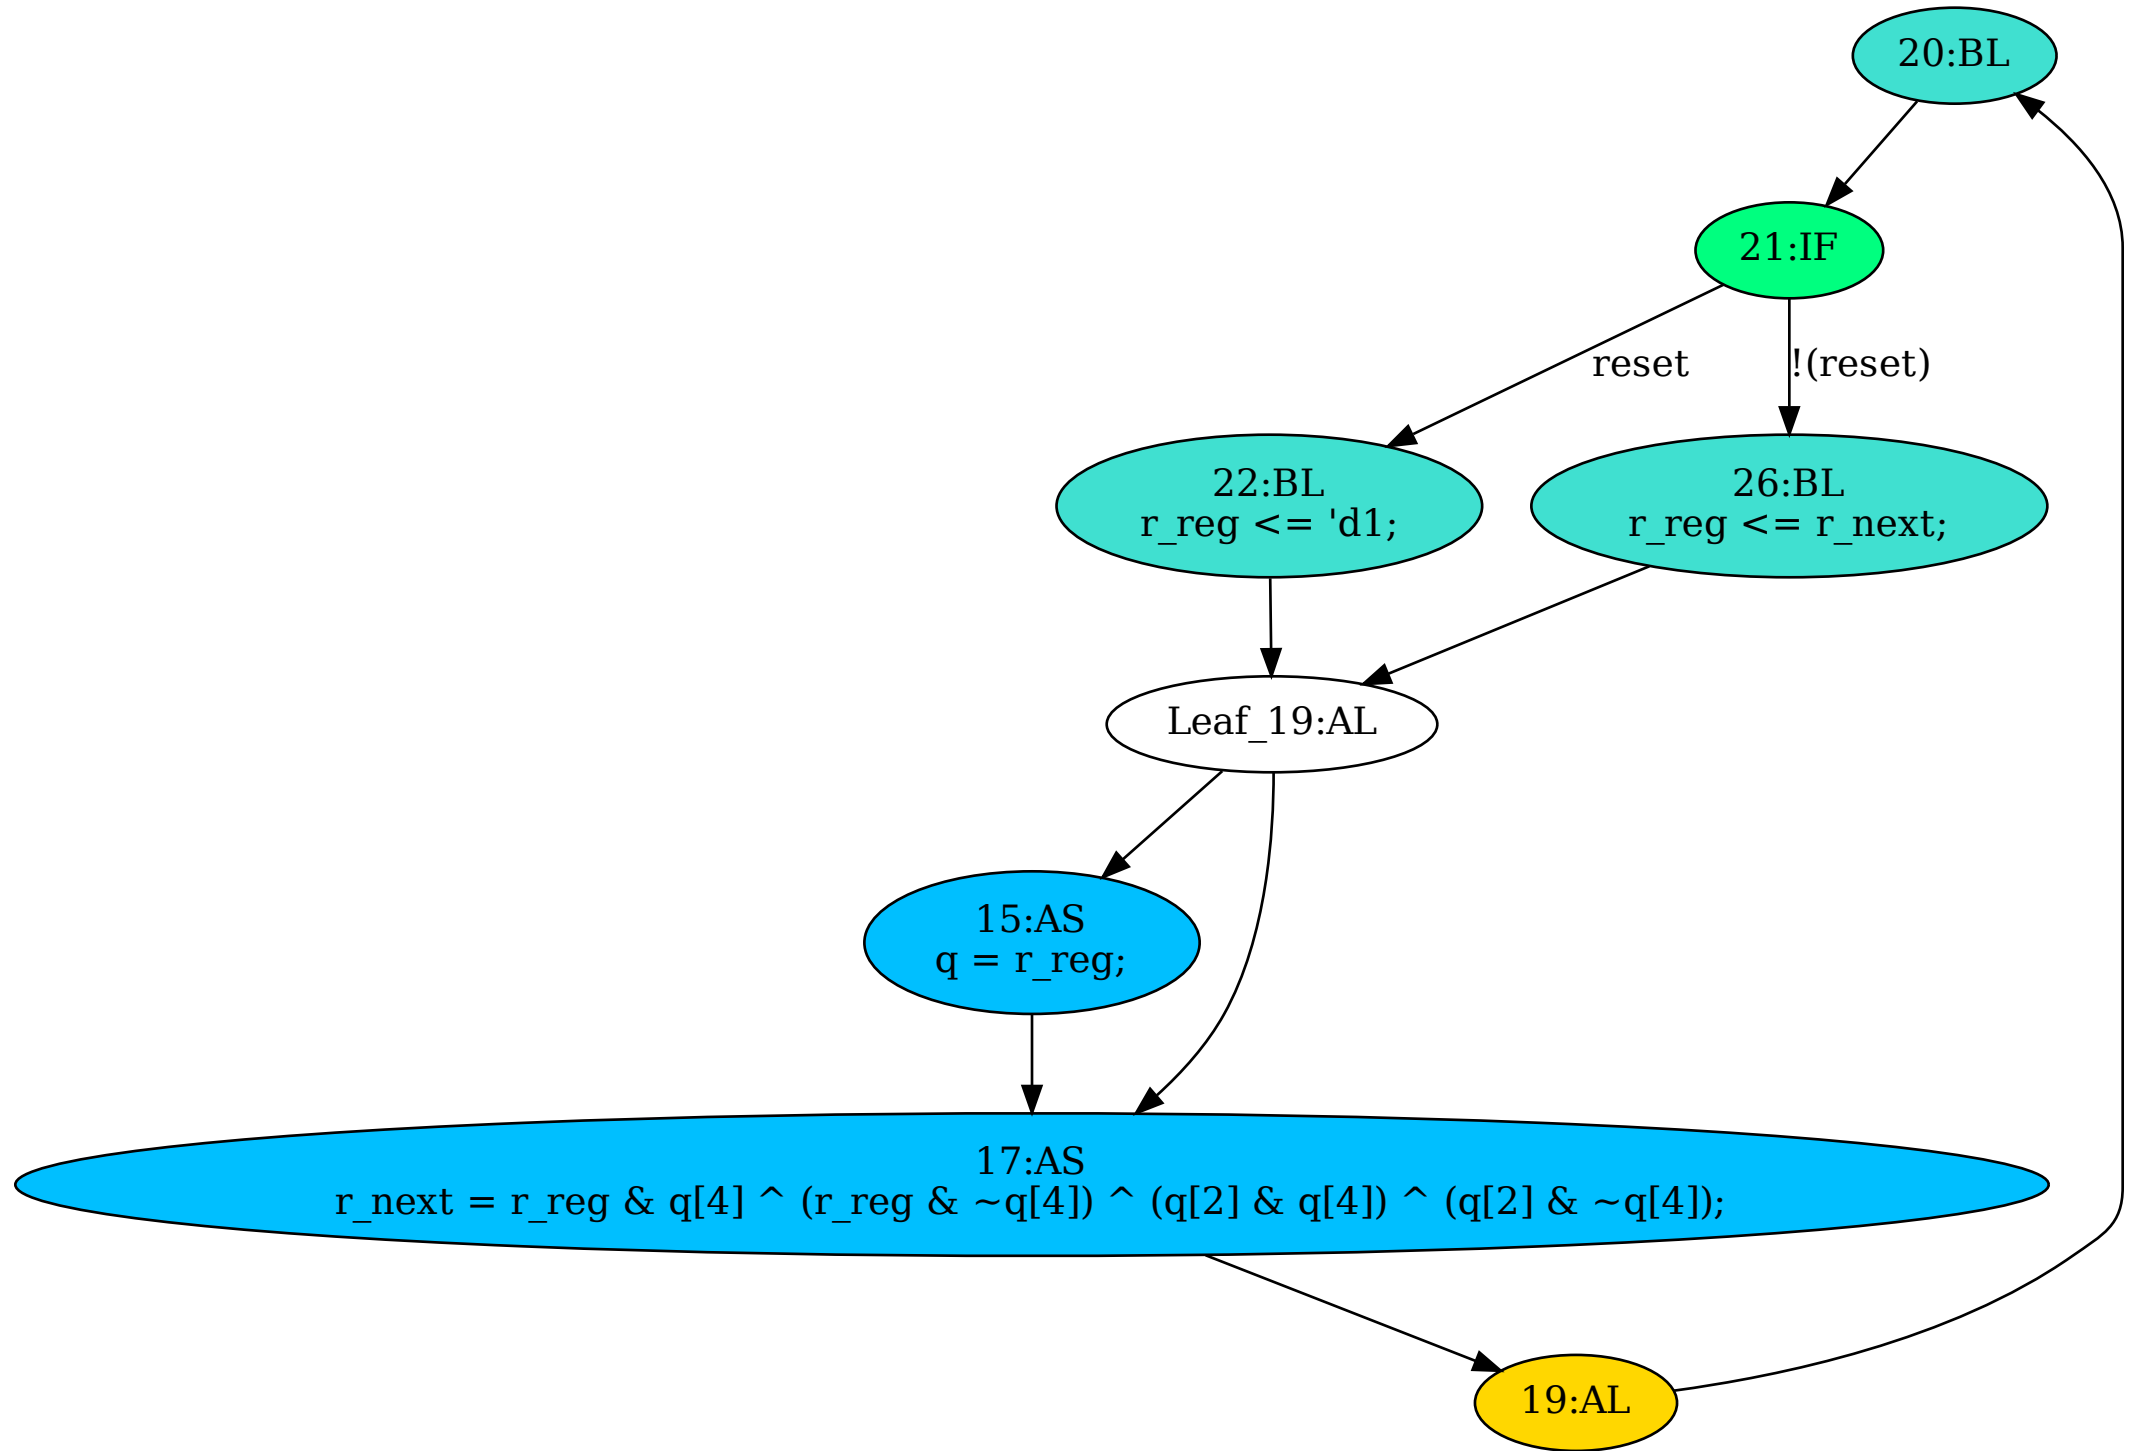 20:BL
21:IF
reset
!(reset)
22:BL
r_reg <= 'd1;
26:BL
r_reg <= r_next;
Leaf_19:AL
15:AS
q = r_reg;
17:AS
r_next = r_reg & q[4] ^ (r_reg & ~q[4]) ^ (q[2] & q[4]) ^ (q[2] & ~q[4]);
19:AL